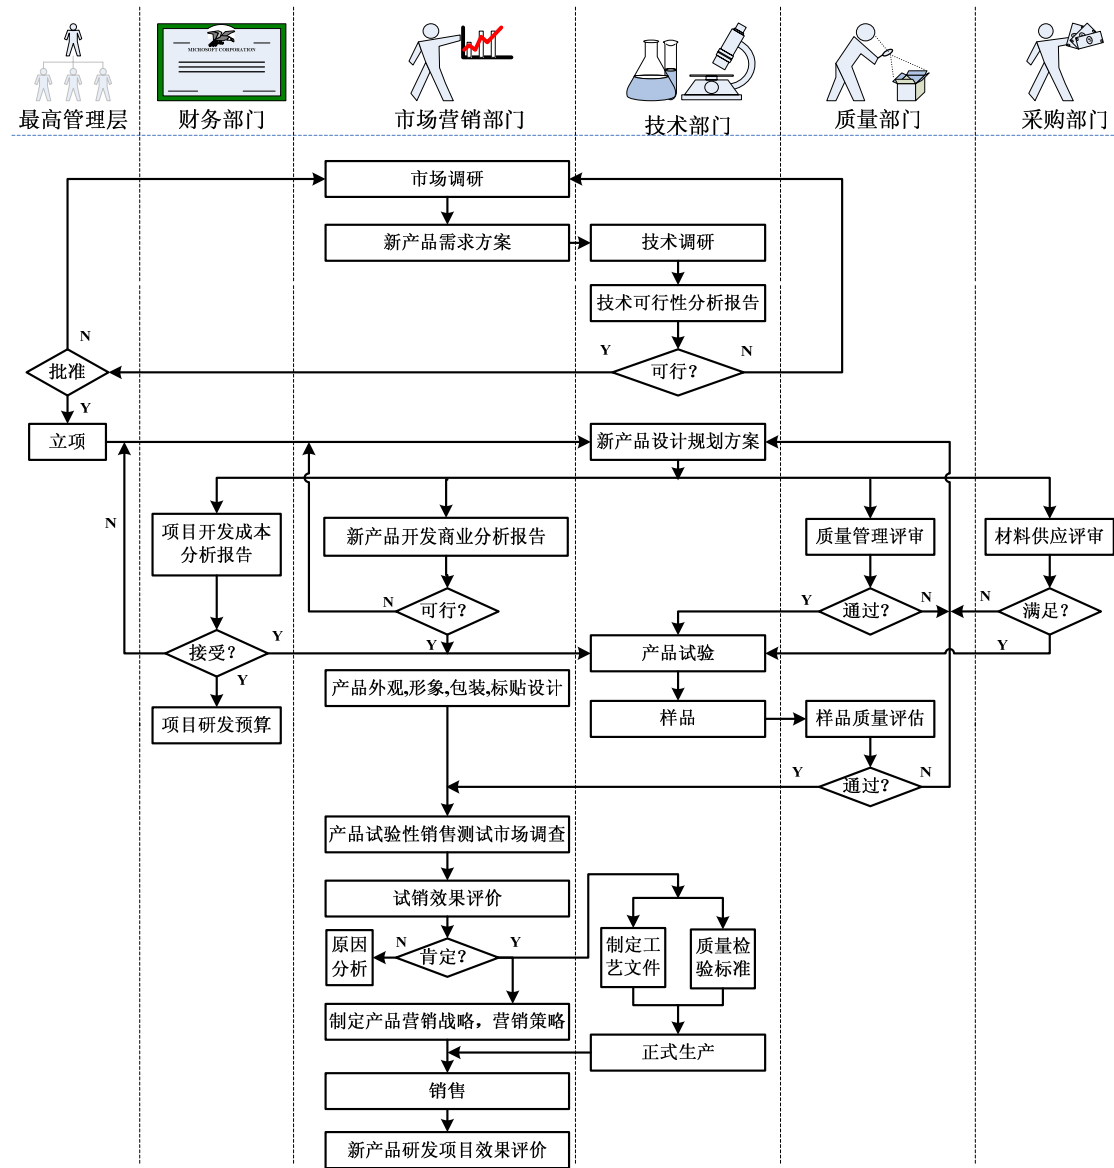 MICROSOFT CORPORATION
最高管理层
财务部门
市场营销部门
技术部门
质量部门
采购部门
市场调研
新产品需求方案
技术调研
技术可行性分析报告
N
批准
Y
可行?
N
Y
立项
新产品设计规划方案
N
项目开发成本
分析报告
新产品开发商业分析报告
质量管理评审
材料供应评审
N
可行?
Y
通过?
N
N
满足?
Y
接受?
Y
Y
产品试验
Y
产品外观,形象,包装,标贴设计
项目研发预算
样品
样品质量评估
Y
通过?
N
产品试验性销售测试市场调查
试销效果评价
原因
分析
N
肯定?
Y
制定工
艺文件
质量检
验标准
制定产品营销战略，营销策略
正式生产
销售
新产品研发项目效果评价